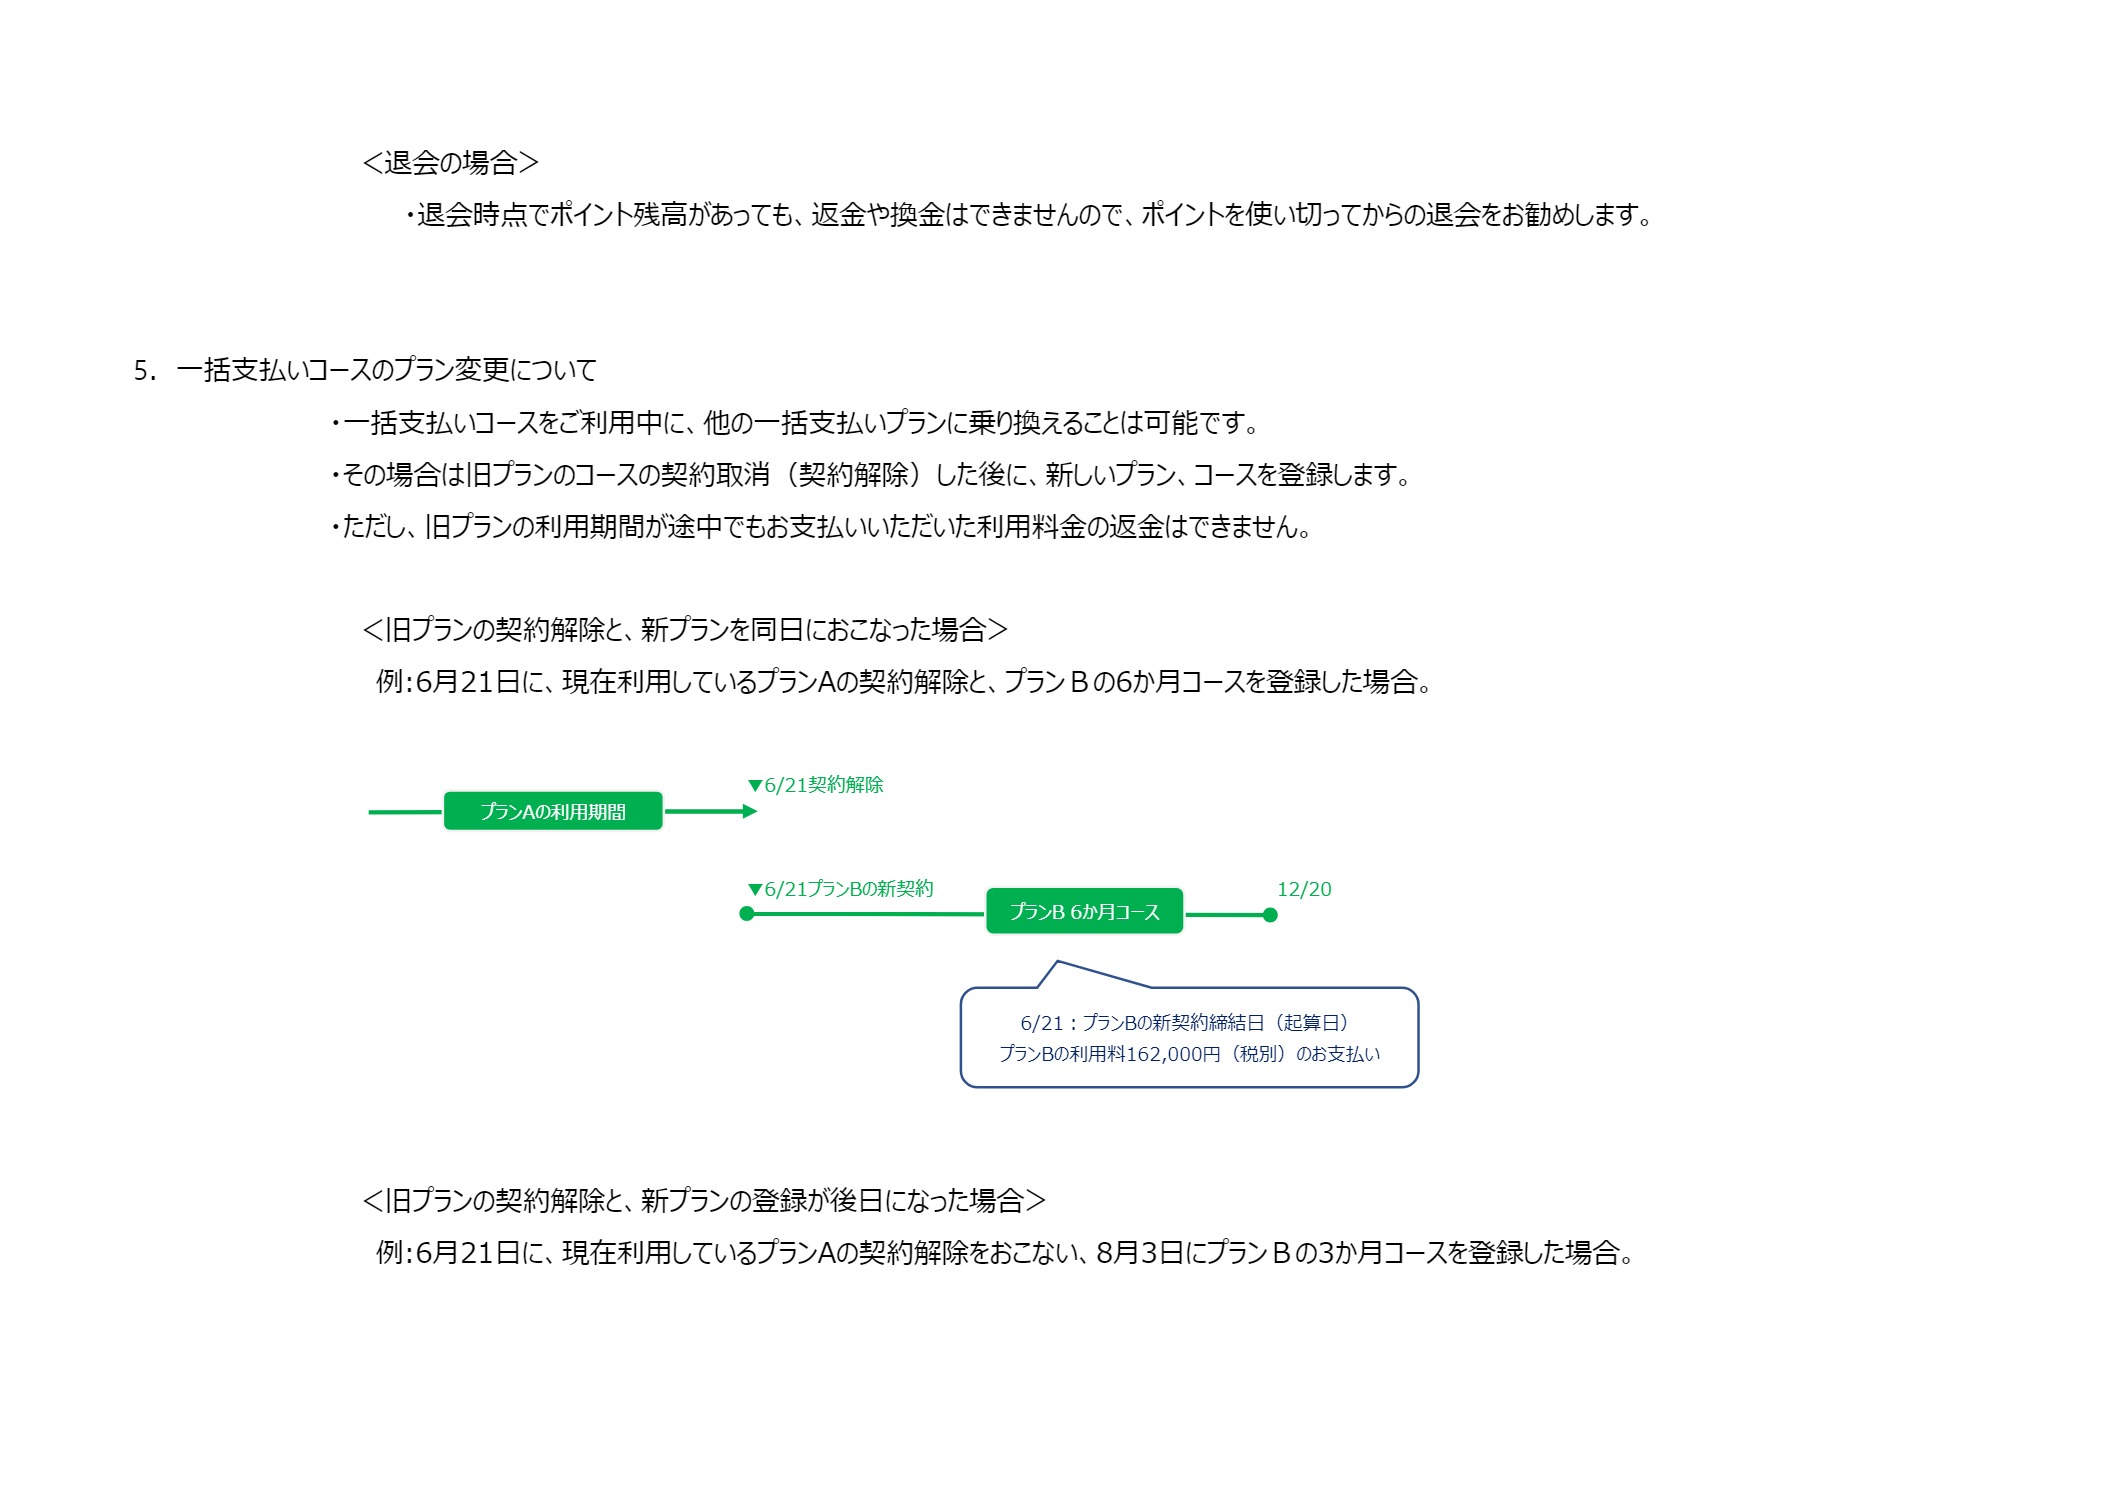 ＜退会の場合＞
・退会時点でポイント残高があっても、返金や換金はできませんので、ポイントを使い切ってからの退会をお勧めします。
5. 一括支払いコースのプラン変更について
・一括支払いコースをご利用中に、他の一括支払いプランに乗り換えることは可能です。
・その場合は旧プランのコースの契約取消（契約解除）した後に、新しいプラン、コースを登録します。
・ただし、旧プランの利用期間が途中でもお支払いいただいた利用料金の返金はできません。
＜旧プランの契約解除と、新プランを同日におこなった場合＞
例:6月21日に、現在利用しているプランAの契約解除と、プランＢの6か月コースを登録した場合。
▼6/21契約解除
プランAの利用期間
▼6/21プランBの新契約
12/20
プランB 6か月コース
6/21：プランBの新契約締結日（起算日）
プランBの利用料162,000円（税別）のお支払い
＜旧プランの契約解除と、新プランの登録が後日になった場合＞
例:6月21日に、現在利用しているプランAの契約解除をおこない、8月3日にプランＢの3か月コースを登録した場合。